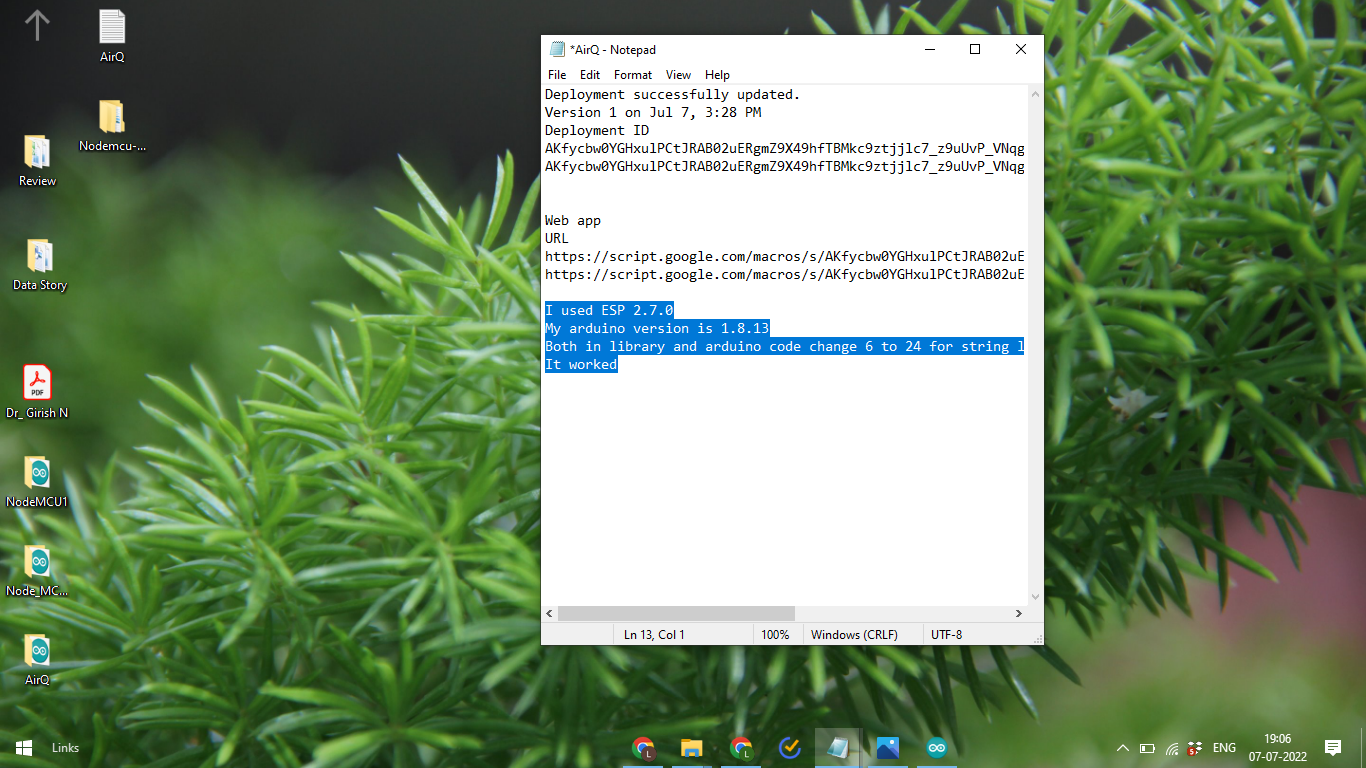 AirQ
Nodemcu-...
Review
Data Story
Dr_ Girish N
NodeMCU1
Node_MC...
AirQ
*AirQ - Notepad
File Edit Format View Help
Deployment successfully updated.
Version 1 on Jul 7, 3:28 PM
Deployment ID
AKfycbw0YGHxulPCtJRAB02uERgmZ9X49hfTBMkc9ztjjlc7_z9uUvP_VNqg
AKfycbw0YGHxulPCtJRAB02uERgmZ9X49hfTBMkc9ztjjlc7_z9uUvP_VNqg
Web app
URL
https://script.google.com/macros/s/AKfycbw0YGHxulPCtJRAB02uE
https://script.google.com/macros/s/AKfycbw0YGHxulPCtJRAB02uE
I used ESP 2.7.0
My arduino version is 1.8.13
Both in library and arduino code change 6 to 24 for string l
It worked
Ln 13, Col 1 100% Windows (CRLF) UTF-8
Links
ENG
19:06
07-07-2022